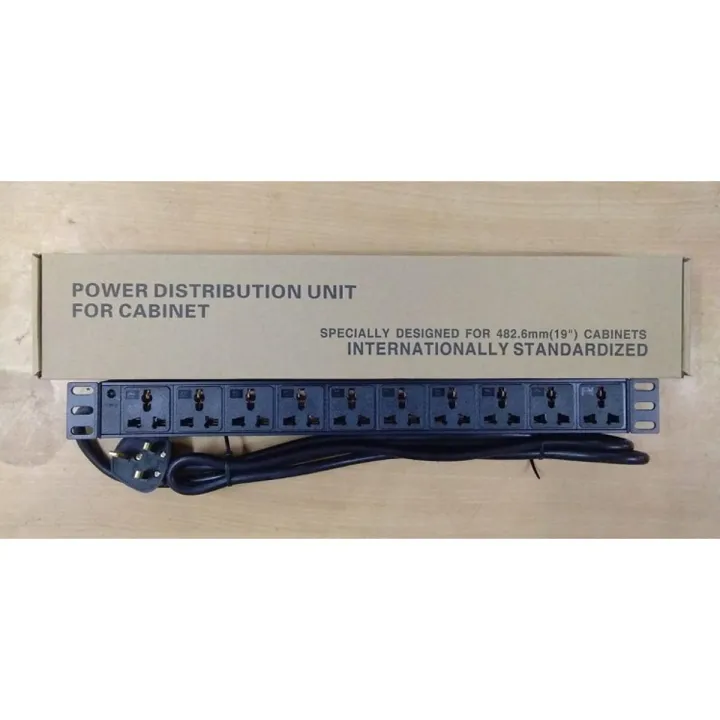 POWER DISTRIBUTION UNIT
FOR CABINET
SPECIALLY DESIGNED FOR 482.6mm(19") CABINETS
INTERNATIONALLY STANDARDIZED